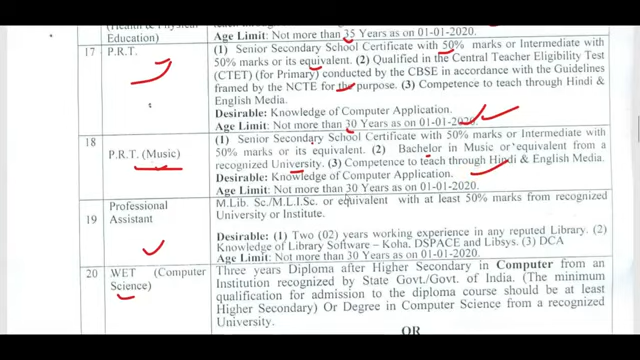 (Health & Physical
Education)
Age Limit: Not more than 35 Years as on 01-01-2020.
17
P.R.T.
(1) Senior Secondary School Certificate with 50% marks or Intermediate with
50% marks or its equivalent. (2) Qualified in the Central Teacher Eligibility Test
(CTET) (for Primary) conducted by the CBSE in accordance with the Guidelines
framed by the NCTE for the purpose. (3) Competence to teach through Hindi &
English Media.
Desirable: Knowledge of Computer Application.
Age Limit: Not more than 30 Years as on 01-01-2020.
18
P.R.T. (Music)
(1) Senior Secondary School Certificate with 50% marks or Intermediate with
50% marks or its equivalent. (2) Bachelor in Music or equivalent from a
recognized University. (3) Competence to teach through Hindi & English Media.
Desirable: Knowledge of Computer Application.
Age Limit: Not more than 30 Years as on 01-01-2020.
19
Professional
Assistant
M.Lib. Sc./M.L.I.Sc. or equivalent with at least 50% marks from recognized
University or Institute.
Desirable: (1) Two (02) years working experience in any reputed Library. (2)
Knowledge of Library Software – Koha, DSPACE and Libsys. (3) DCA
Age Limit: Not more than 30 Years as on 01-01-2020.
20
WET (Computer
Science)
Three years Diploma after Higher Secondary in Computer from an
Institution recognized by State Govt./Govt. of India. (The minimum
qualification for admission to the diploma course should be at least
Higher Secondary) Or Degree in Computer Science from a recognized
University.
OR